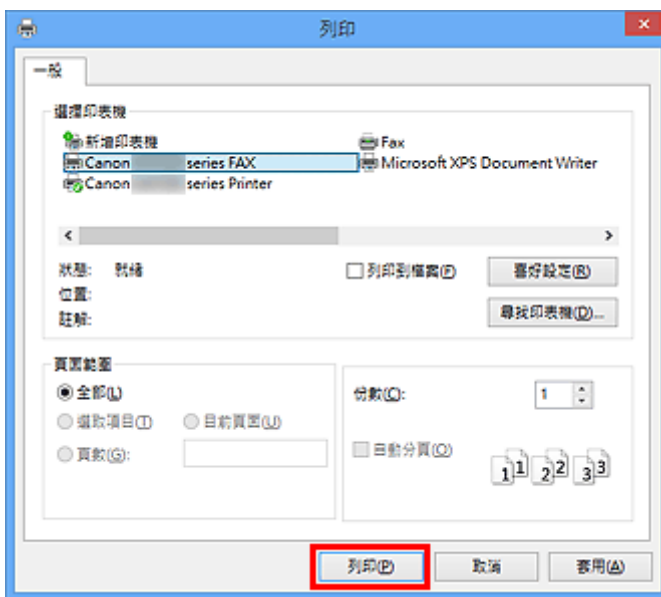 列印
一般
選擇印表機
新增印表機
Fax
Canon series FAX
Microsoft XPS Document Writer
Canon series Printer
狀態: 就緒
列印到檔案(F)
喜好設定(R)
位置:
註解:
尋找印表機(D)...
頁面範圍
全部(L)
選取項目(T) 目前頁面(U)
頁數(G):
份數(C): 1
自動分頁(O)
1 1 2 2 3 3
列印(P) 取消 套用(A)